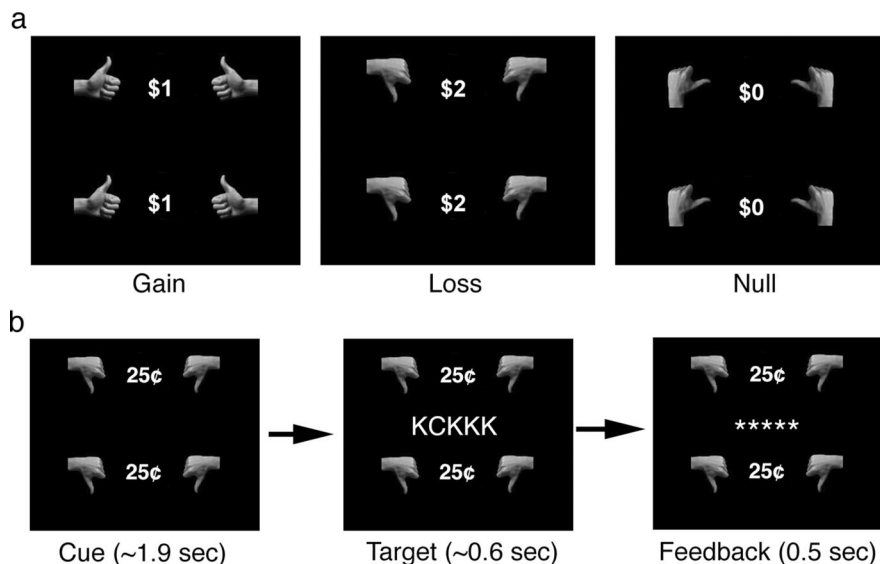 a
$1 $2 $0
$1 $2 $0
Gain Loss Null
b
25¢ 25¢ 25¢
KCKKK *****
25¢ 25¢ 25¢
Cue (~1.9 sec) Target (~0.6 sec) Feedback (0.5 sec)